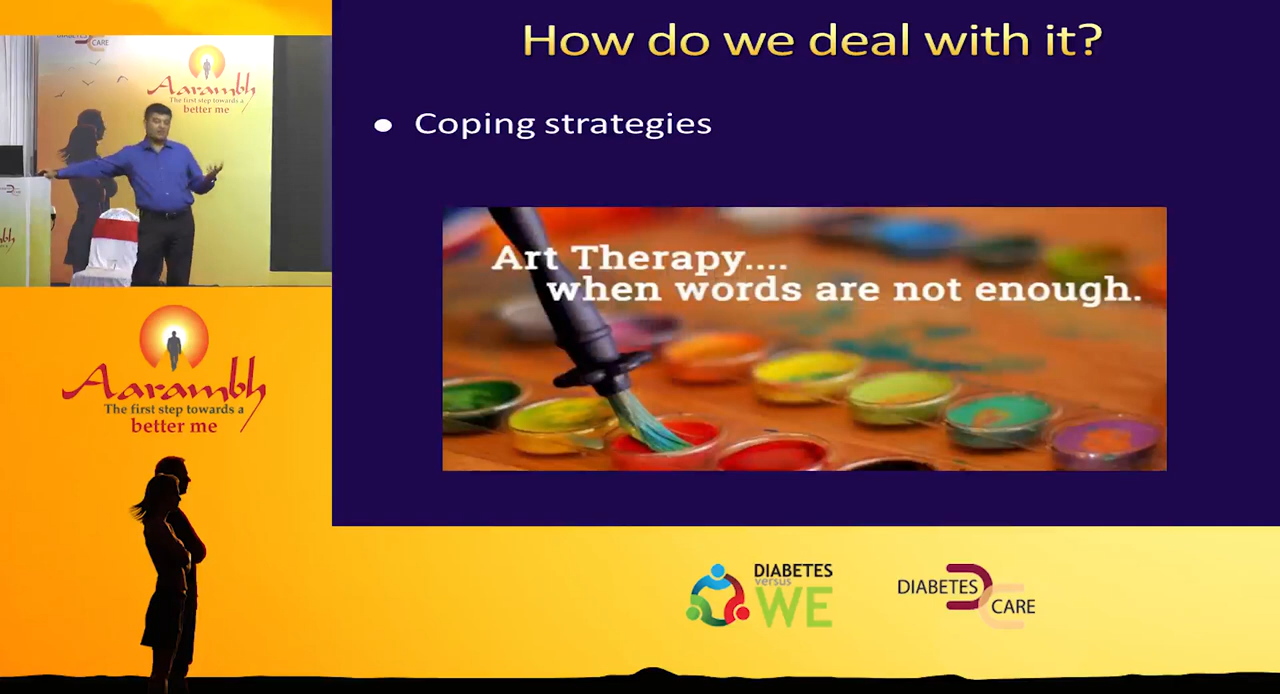 How do we deal with it?
● Coping strategies
Art Therapy....
when words are not enough.
CARE
Aarambh
The first step towards a
better me
Aarambh
The first step towards a
better me
DIABETES
versus
WE
DIABETES
CARE